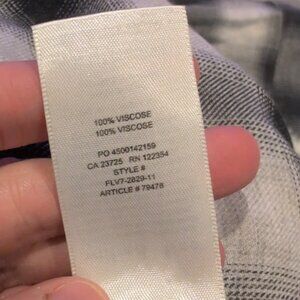 100% VISCOSE
100% VISCOSE
PO 4500142159
CA 23725 RN 122354
STYLE #
FLV7-2829-11
ARTICLE # 79478